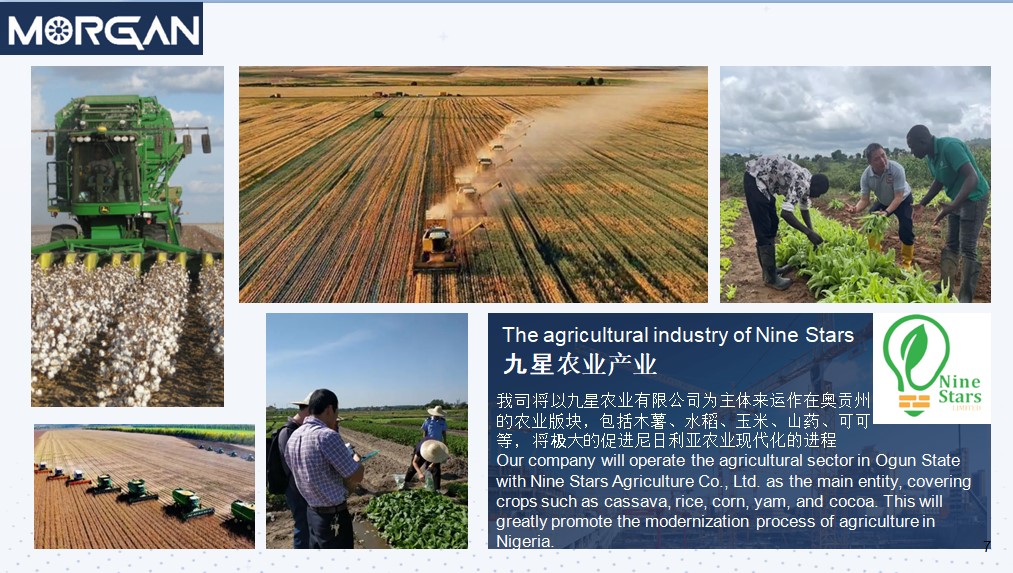 MORGAN
The agricultural industry of Nine Stars
九星农业产业
Nine
Stars
LIMITED
我司将以九星农业有限公司为主体来运作在奥贡州
的农业版块，包括木薯、水稻、玉米、山药、可可
等，将极大的促进尼日利亚农业现代化的进程
Our company will operate the agricultural sector in Ogun State
with Nine Stars Agriculture Co., Ltd. as the main entity, covering
crops such as cassava, rice, corn, yam, and cocoa. This will
greatly promote the modernization process of agriculture in
Nigeria.
7